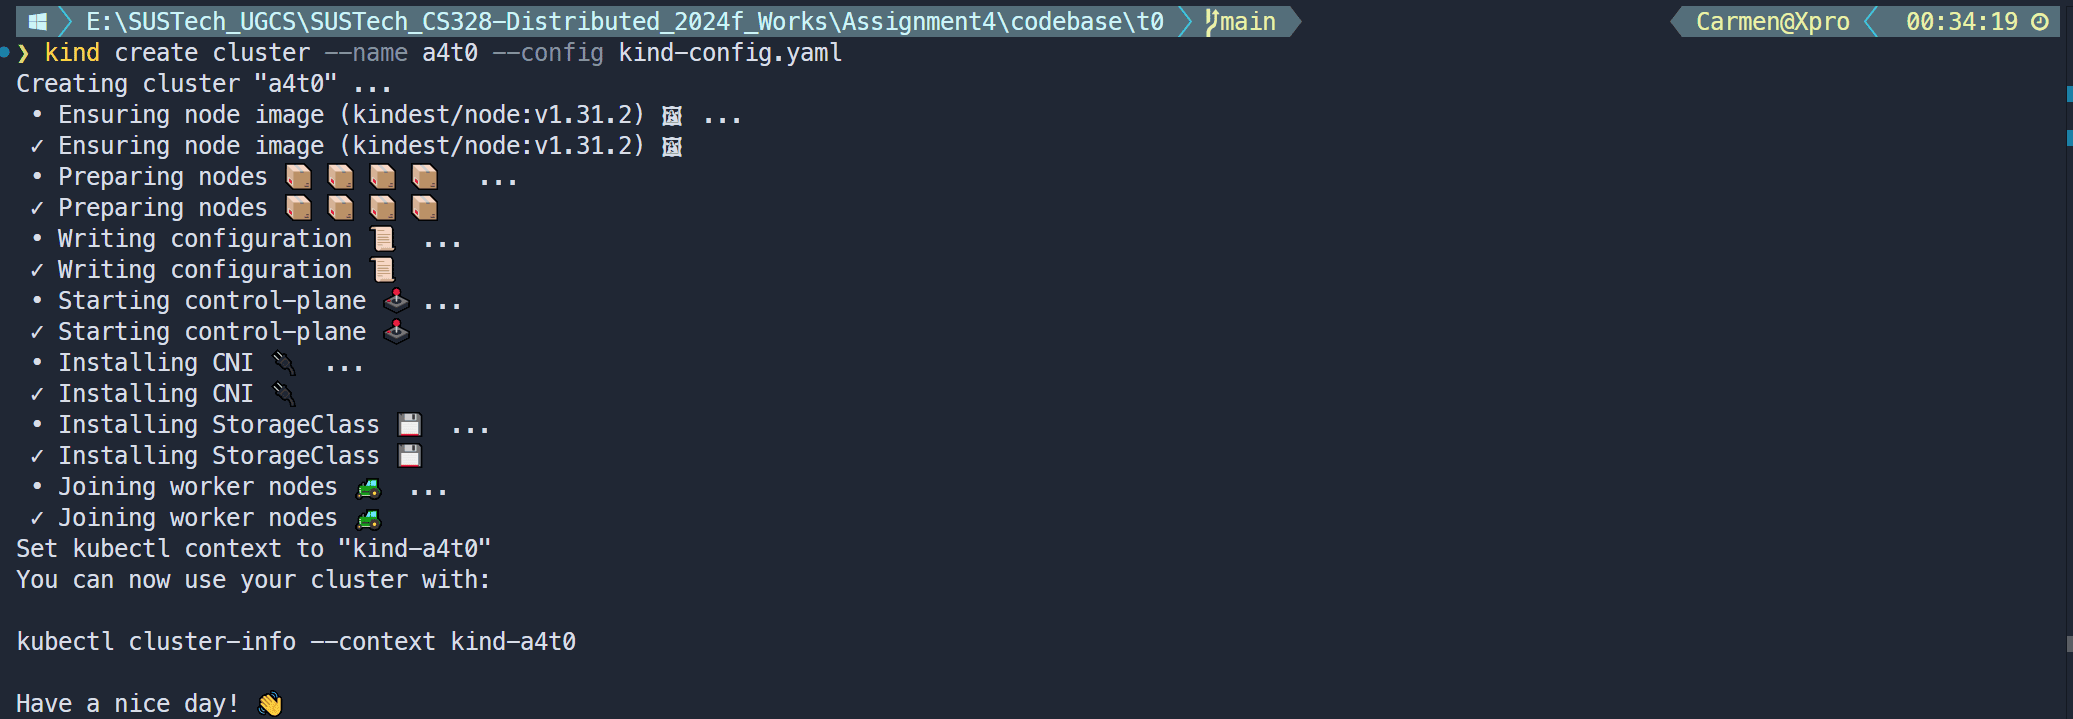 E:\SUSTech_UGCS\SUSTech_CS328-Distributed_2024f_Works\Assignment4\codebase\t0 main Carmen@Xpro 00:34:19
❯ kind create cluster --name a4t0 --config kind-config.yaml
Creating cluster "a4t0" ...
• Ensuring node image (kindest/node:v1.31.2) 🖼 ...
✓ Ensuring node image (kindest/node:v1.31.2) 🖼
• Preparing nodes 📦 📦 📦 📦 ...
✓ Preparing nodes 📦 📦 📦 📦
• Writing configuration 📜 ...
✓ Writing configuration 📜
• Starting control-plane 🕹 ...
✓ Starting control-plane 🕹
• Installing CNI 🔌 ...
✓ Installing CNI 🔌
• Installing StorageClass 💾 ...
✓ Installing StorageClass 💾
• Joining worker nodes 🚜 ...
✓ Joining worker nodes 🚜
Set kubectl context to "kind-a4t0"
You can now use your cluster with:
kubectl cluster-info --context kind-a4t0
Have a nice day! 👋